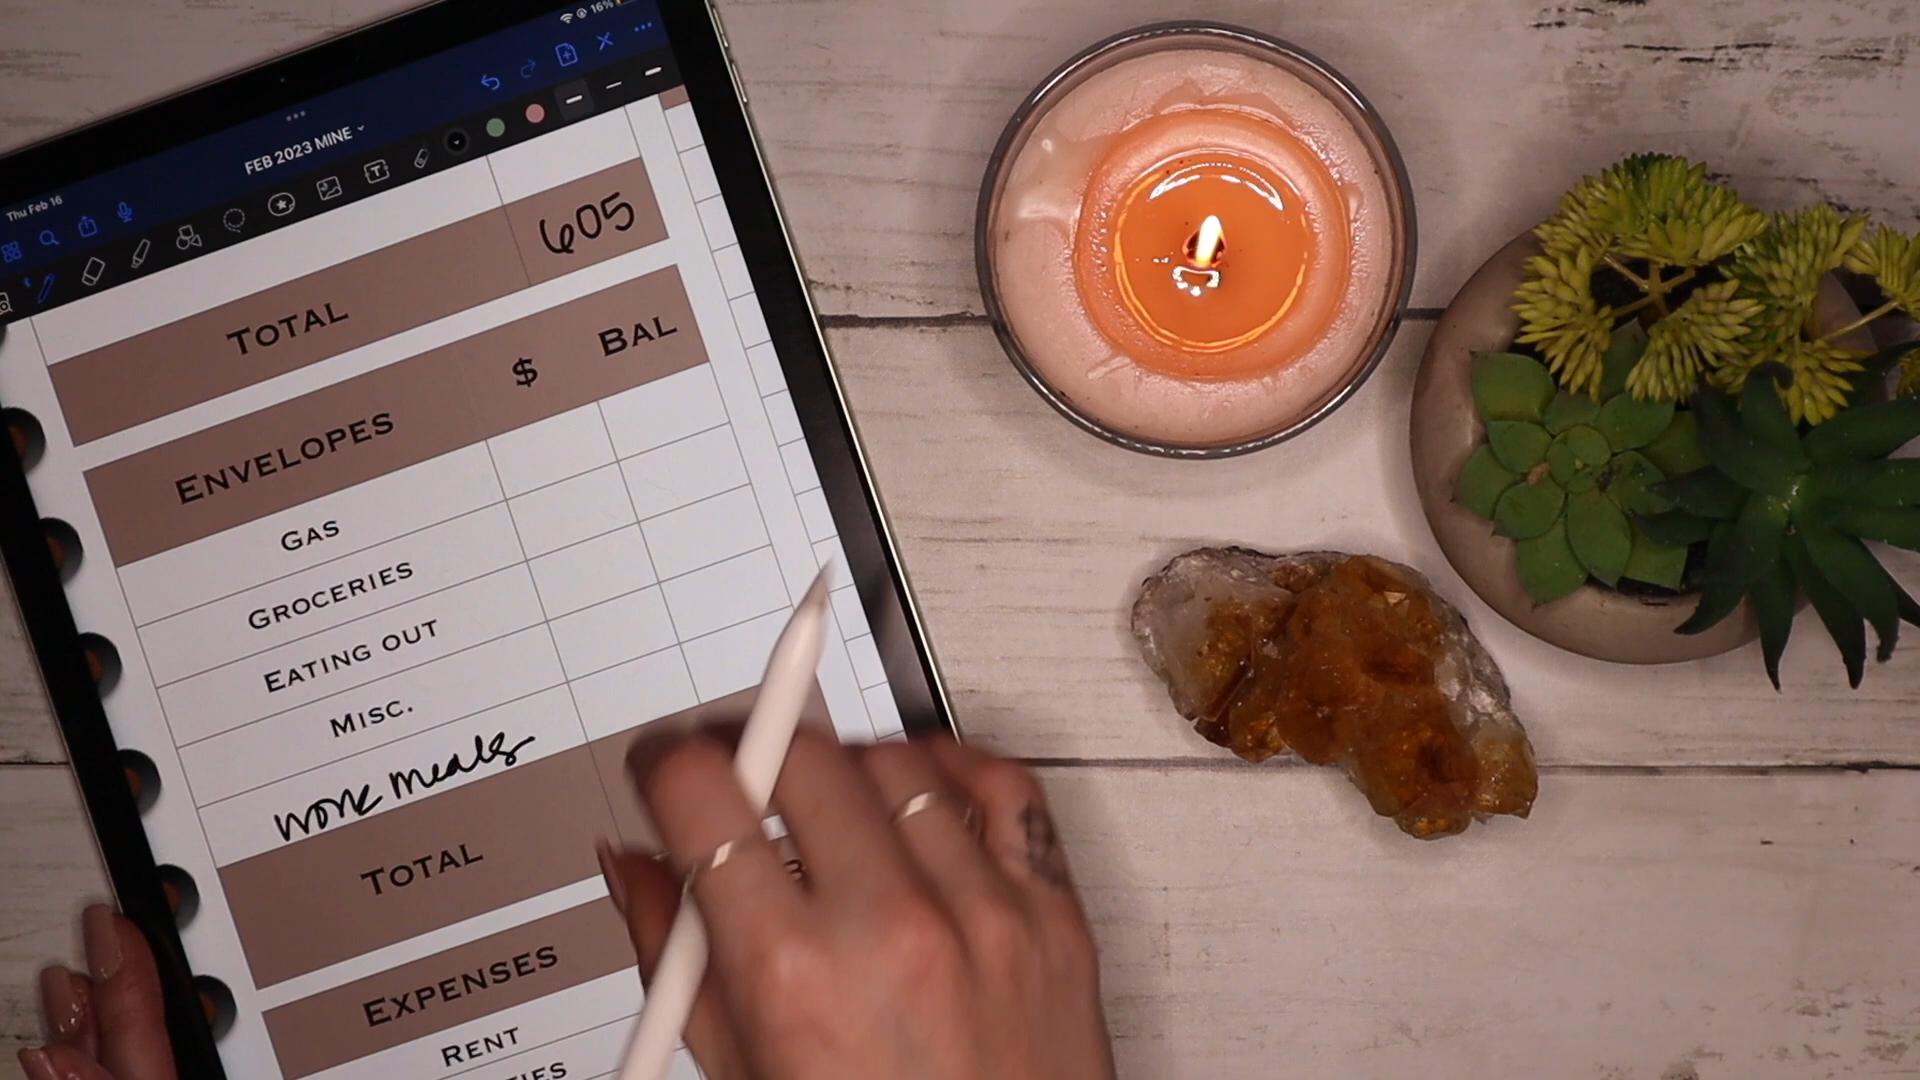 16%
Thu Feb 16
FEB 2023 MINE
T
TOTAL 605
ENVELOPES $ BAL
GAS
GROCERIES
EATING OUT
MISC.
work meals
TOTAL
EXPENSES
RENT